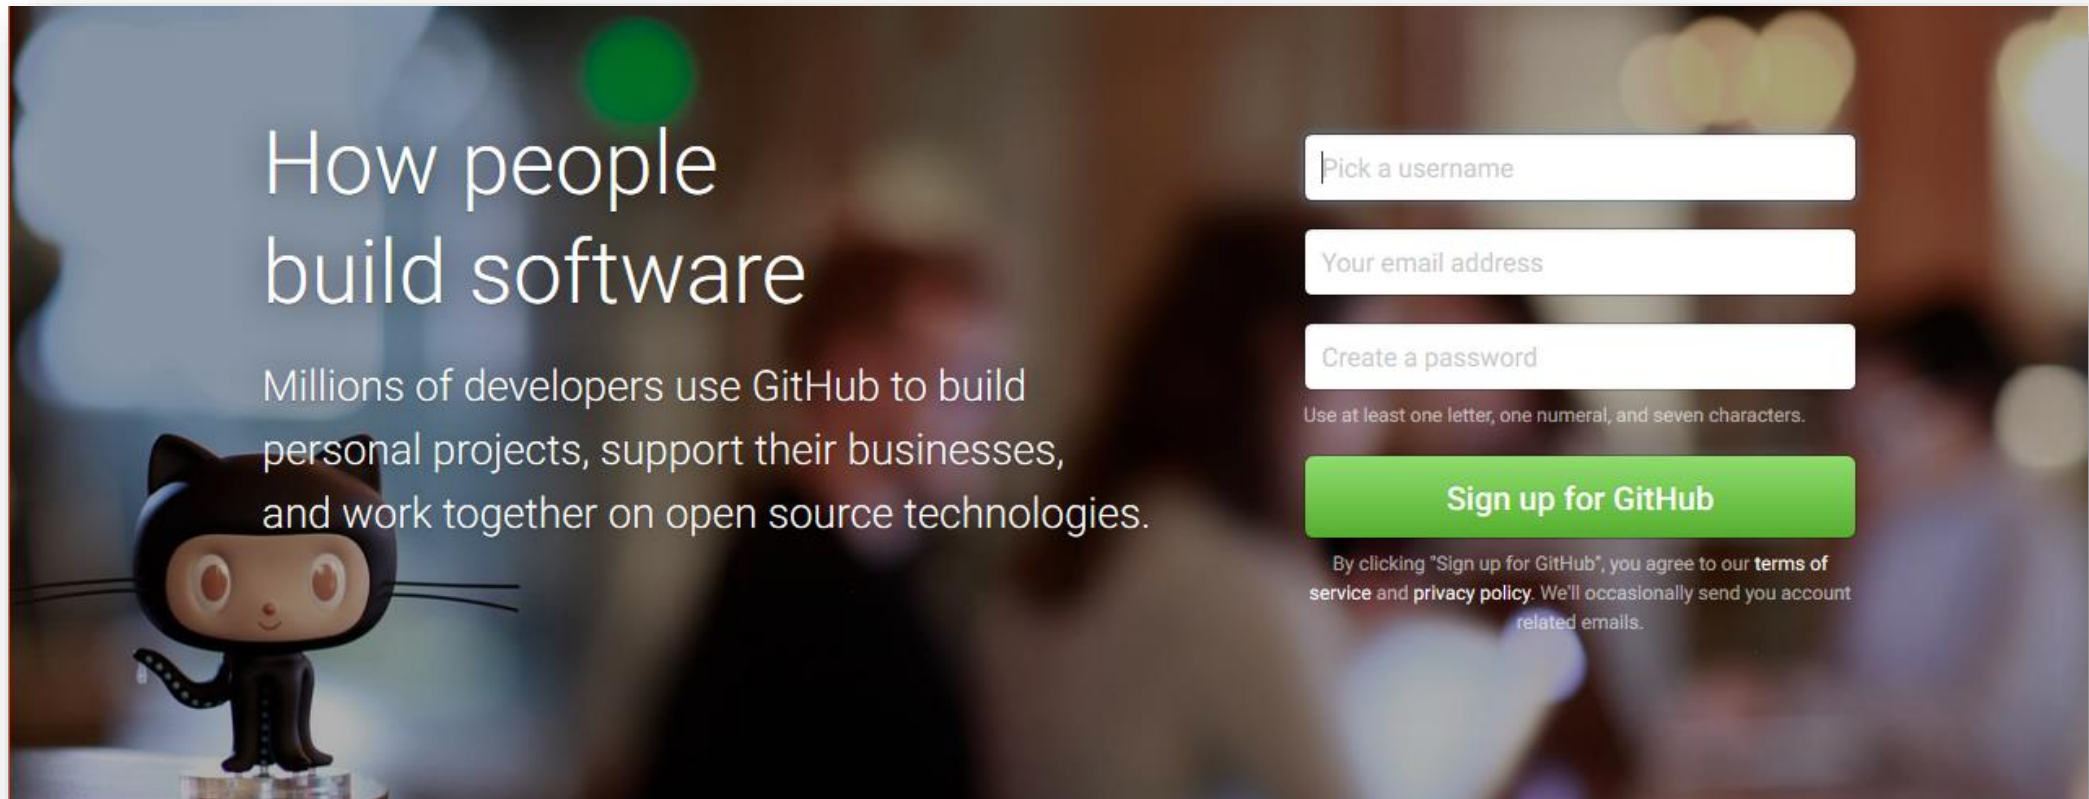 How people
build software
Millions of developers use GitHub to build
personal projects, support their businesses,
and work together on open source technologies.
Pick a username
Your email address
Create a password
Use at least one letter, one numeral, and seven characters.
Sign up for GitHub
By clicking "Sign up for GitHub", you agree to our terms of
service and privacy policy. We'll occasionally send you account
related emails.